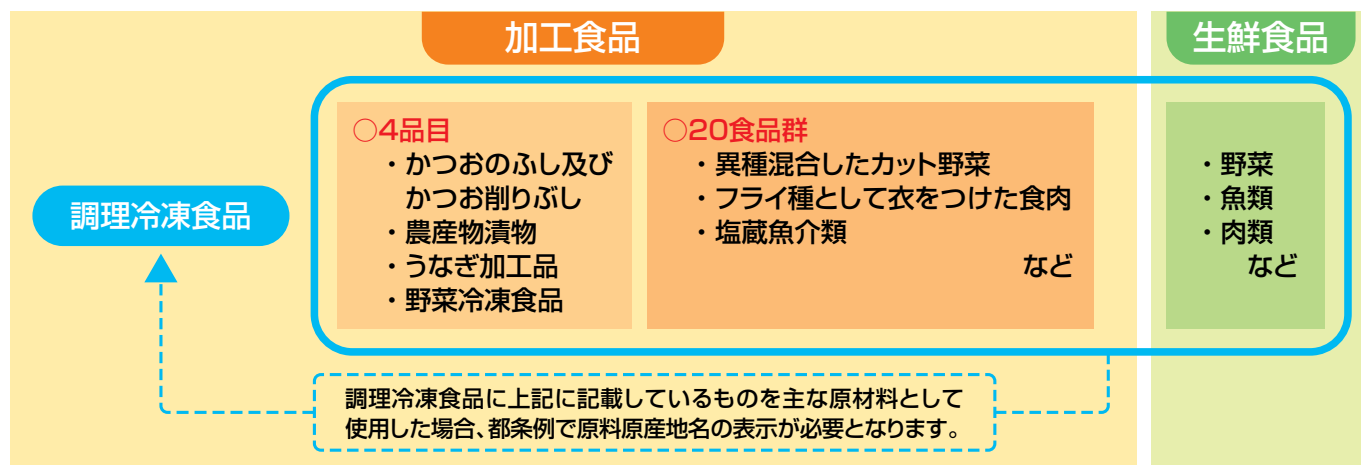 加工食品
生鮮食品
○4品目
・かつおのふし及び
かつお削りぶし
・農産物漬物
・うなぎ加工品
・野菜冷凍食品
○20食品群
・異種混合したカット野菜
・フライ種として衣をつけた食肉
・塩蔵魚介類
など
・野菜
・魚類
・肉類
など
調理冷凍食品
調理冷凍食品に上記に記載しているものを主な原材料として
使用した場合、都条例で原料原産地名の表示が必要となります。